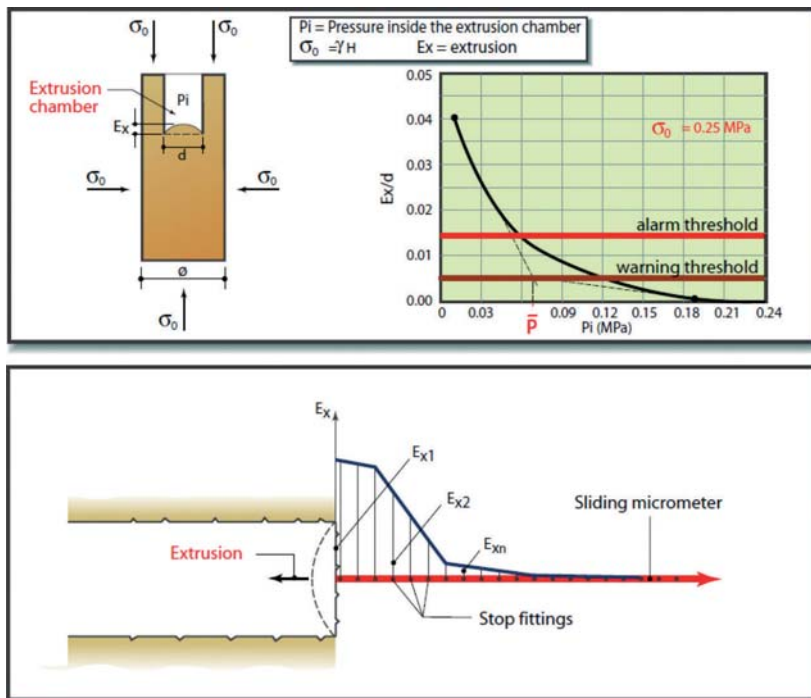 Pi = Pressure inside the extrusion chamber
σ₀ = γH Ex = extrusion
σ₀ σ₀
Extrusion
chamber
Pi
Ex
d
σ₀ σ₀
ø
σ₀
Ex/d
0.05
0.04
0.03
0.02
0.01
0.00
σ₀ = 0.25 MPa
alarm threshold
warning threshold
0 0.03 0.09 0.12 0.15 0.18 0.21 0.24
P̄
Pi (MPa)
Ex
Ex1
Ex2
Exn
Sliding micrometer
Extrusion
Stop fittings